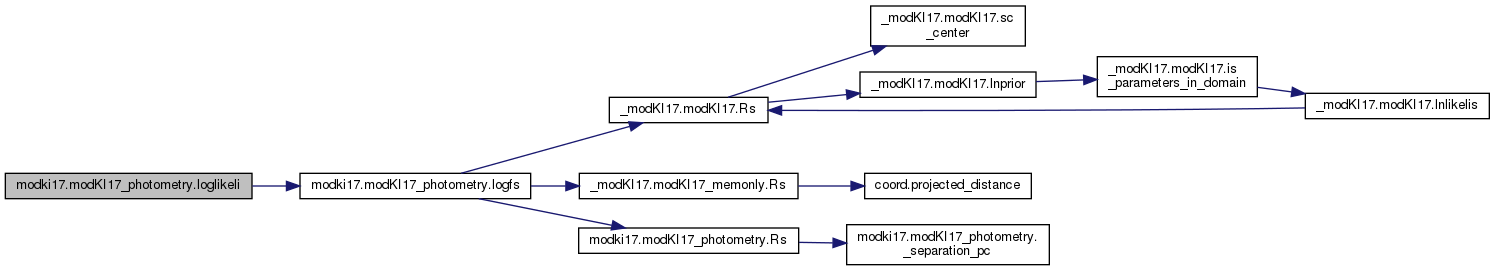 _modKI17.modKI17.sc
_center
_modKI17.modKI17.is
_parameters_in_domain
_modKI17.modKI17.lnprior
_modKI17.modKI17.lnlikelis
_modKI17.modKI17.Rs
modki17.modKI17_photometry.loglikeli
modki17.modKI17_photometry.logfs
_modKI17.modKI17_memonly.Rs
coord.projected_distance
modki17.modKI17_photometry.Rs
modki17.modKI17_photometry.
_separation_pc